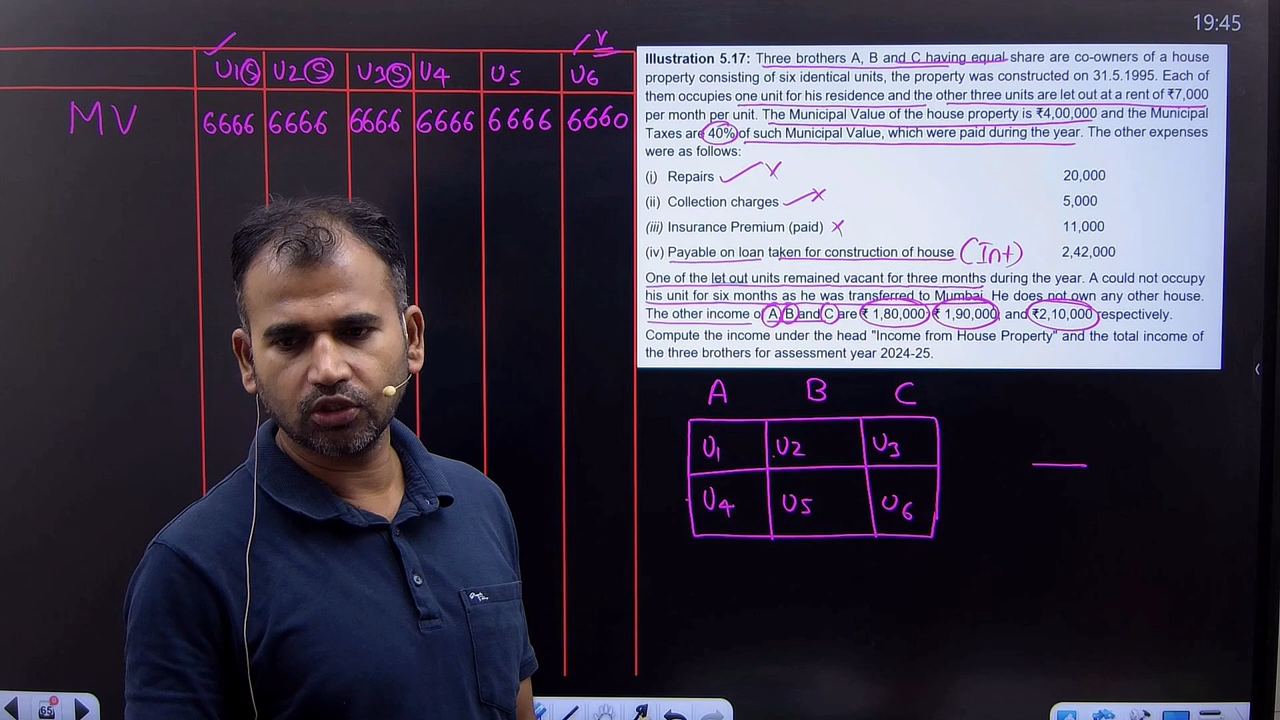 19:45
U1(S) U2(S) U3(S) U4 U5 U6 V
MV 6666 6666 6666 6666 6666 6660
Illustration 5.17: Three brothers A, B and C having equal share are co-owners of a house
property consisting of six identical units, the property was constructed on 31.5.1995. Each of
them occupies one unit for his residence and the other three units are let out at a rent of ₹7,000
per month per unit. The Municipal Value of the house property is ₹4,00,000 and the Municipal
Taxes are 40% of such Municipal Value, which were paid during the year. The other expenses
were as follows:
(i) Repairs 20,000
(ii) Collection charges 5,000
(iii) Insurance Premium (paid) 11,000
(iv) Payable on loan taken for construction of house (Int) 2,42,000
One of the let out units remained vacant for three months during the year. A could not occupy
his unit for six months as he was transferred to Mumbai. He does not own any other house.
The other income of A B and C are ₹ 1,80,000 ₹ 1,90,000 and ₹2,10,000 respectively.
Compute the income under the head "Income from House Property" and the total income of
the three brothers for assessment year 2024-25.
A B C
U1 U2 U3
U4 U5 U6
65